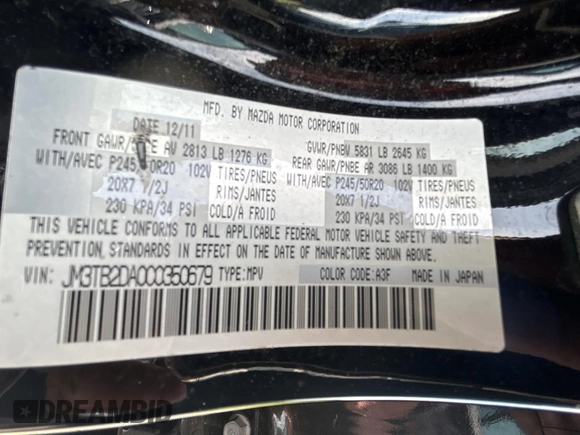 MFD. BY MAZDA MOTOR CORPORATION
DATE 12/11 GVWR/PNBV 5831 LB 2645 KG
FRONT GAWR/ AV 2813 LB 1276 KG REAR GAWR/PNBE AR 3086 LB 1400 KG
WITH/AVEC P245/50R20 102V TIRES/PNEUS WITH/AVEC P245/50R20 102V TIRES/PNEUS
20X7 1/2J RIMS/JANTES 20X7 1/2J RIMS/JANTES
230 KPA/34 PSI COLD/A FROID 230 KPA/34 PSI COLD/A FROID
THIS VEHICLE CONFORMS TO ALL APPLICABLE FEDERAL MOTOR VEHICLE SAFETY AND THEFT
PREVENTION STANDARDS IN EFFECT ON THE DATE OF MANUFACTURE SHOWN ABOVE.
VIN: JM3TB2DA0C0350679 TYPE:MPV COLOR CODE:A3F MADE IN JAPAN
DREAMBID